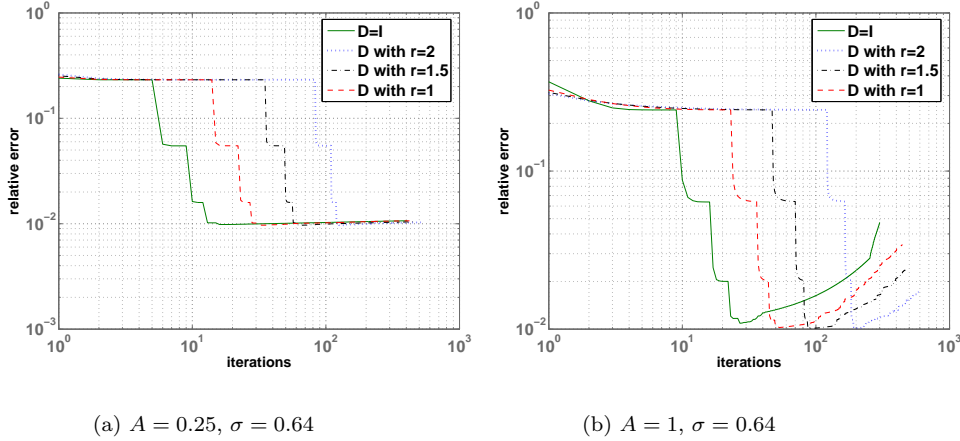 10^0
10^-1
10^-2
10^-3
relative error
10^0
10^1
10^2
10^3
iterations
D=I
D with r=2
D with r=1.5
D with r=1
(a) A = 0.25, σ = 0.64
10^0
10^-1
10^-2
relative error
10^0
10^1
10^2
10^3
iterations
D=I
D with r=2
D with r=1.5
D with r=1
(b) A = 1, σ = 0.64